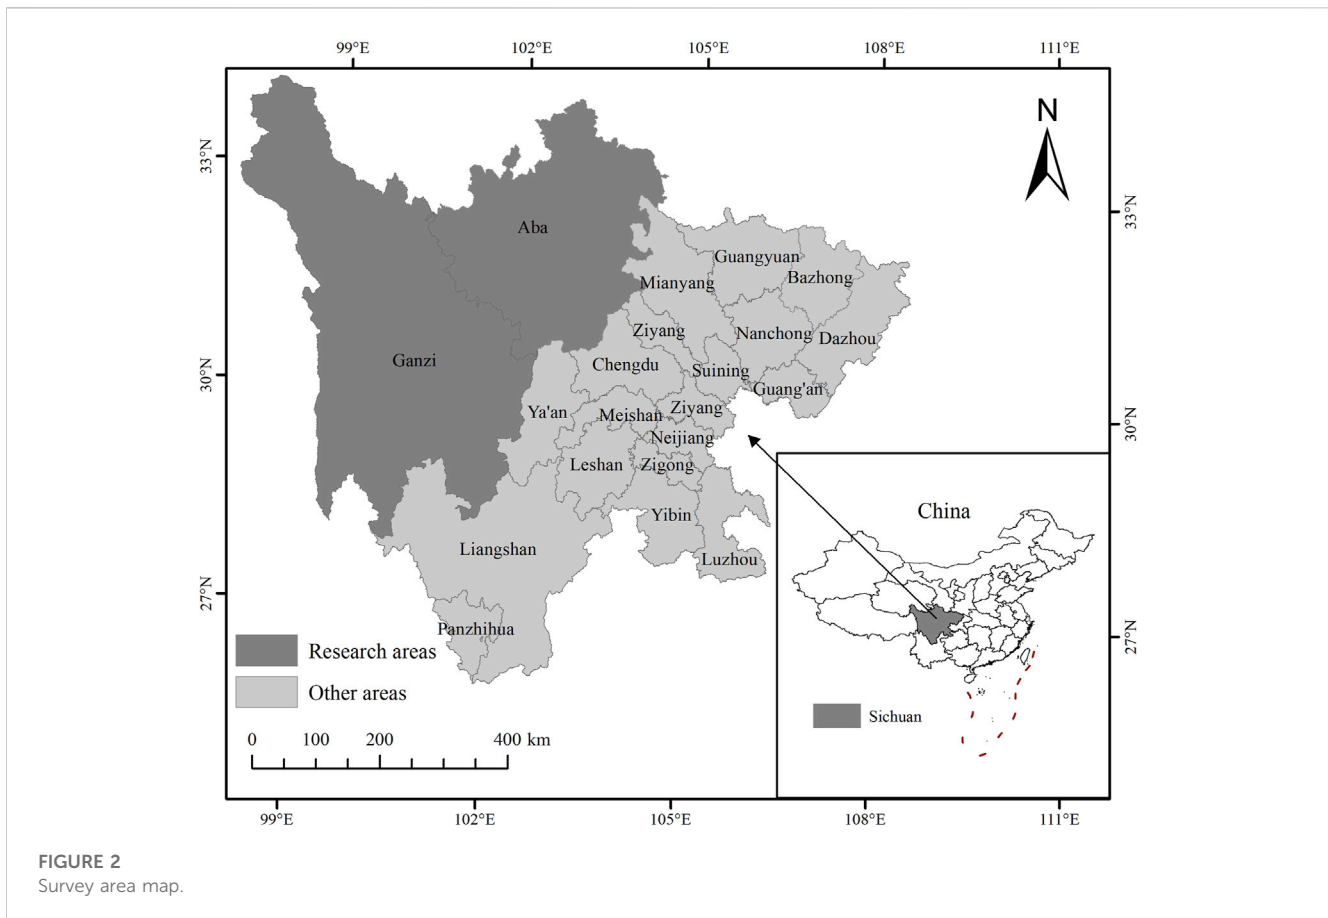 99°E 102°E 105°E 108°E 111°E
N
33°N
33°N
Aba
Guangyuan
Bazhong
Mianyang
Ziyang
Nanchong
Dazhou
Ganzi
Chengdu
Suining
30°N
Guang'an
Ya'an
Meishan
Ziyang
30°N
Neijiang
Leshan
Zigong
China
Yibin
Liangshan
Luzhou
27°N
Panzhihua
27°N
Research areas
Other areas
Sichuan
0 100 200 400 km
99°E 102°E 105°E 108°E 111°E
FIGURE 2
Survey area map.